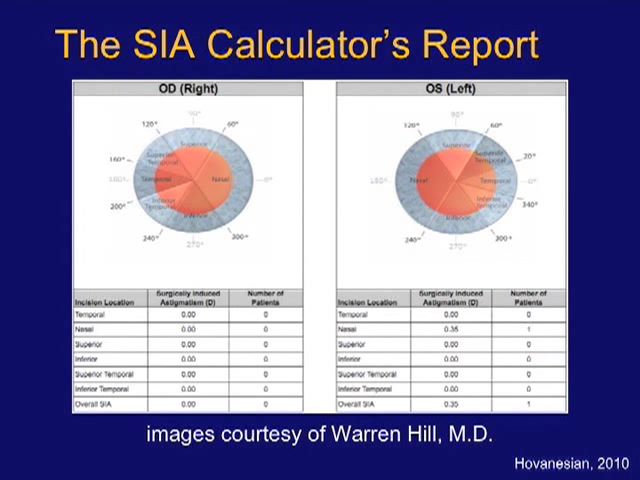 The SIA Calculator's Report
OD (Right)
90°
120° 60°
Superior
Superior Temporal
160°
180° Temporal Nasal 0°
200° Inferior Temporal
Inferior
240° 300°
270°
Incision Location Surgically Induced Astigmatism (D) Number of Patients
Temporal 0.00 0
Nasal 0.00 0
Superior 0.00 0
Inferior 0.00 0
Superior Temporal 0.00 0
Inferior Temporal 0.00 0
Overall SIA 0.00 0
OS (Left)
90°
120° 60°
Superior
Superior Temporal
20°
180° Nasal Temporal 0°
Inferior Temporal 340°
Inferior
240° 300°
270°
Incision Location Surgically Induced Astigmatism (D) Number of Patients
Temporal 0.00 0
Nasal 0.35 1
Superior 0.00 0
Inferior 0.00 0
Superior Temporal 0.00 0
Inferior Temporal 0.00 0
Overall SIA 0.35 1
images courtesy of Warren Hill, M.D.
Hovanesian, 2010